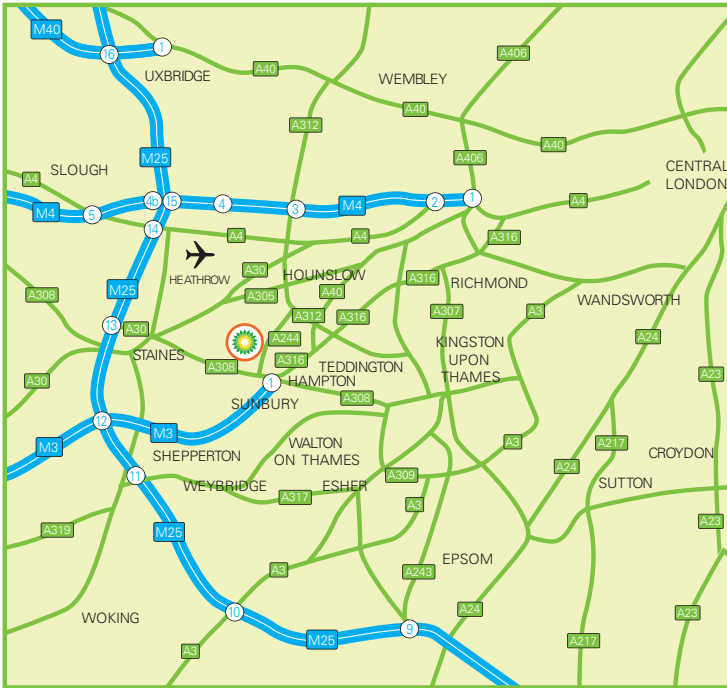 M40
16
1
UXBRIDGE
A40
WEMBLEY
A406
A40
A312
A40
A406
CENTRAL
LONDON
SLOUGH
A4
M25
M4
5
4b
15
4
3
M4
2
1
A4
14
A4
A4
A316
HEATHROW
A30
HOUNSLOW
A316
RICHMOND
M25
A308
A305
A40
A307
A3
WANDSWORTH
13
A30
A312
A316
A24
STAINES
A244
KINGSTON
UPON
THAMES
A308
A316
TEDDINGTON
A30
1
HAMPTON
A23
SUNBURY
A308
12
M3
M3
A3
A217
SHEPPERTON
WALTON
ON THAMES
CROYDON
A24
11
WEYBRIDGE
A309
SUTTON
A317
ESHER
A3
A319
M25
A23
EPSOM
A3
A243
WOKING
10
A24
A23
M25
9
A3
A217